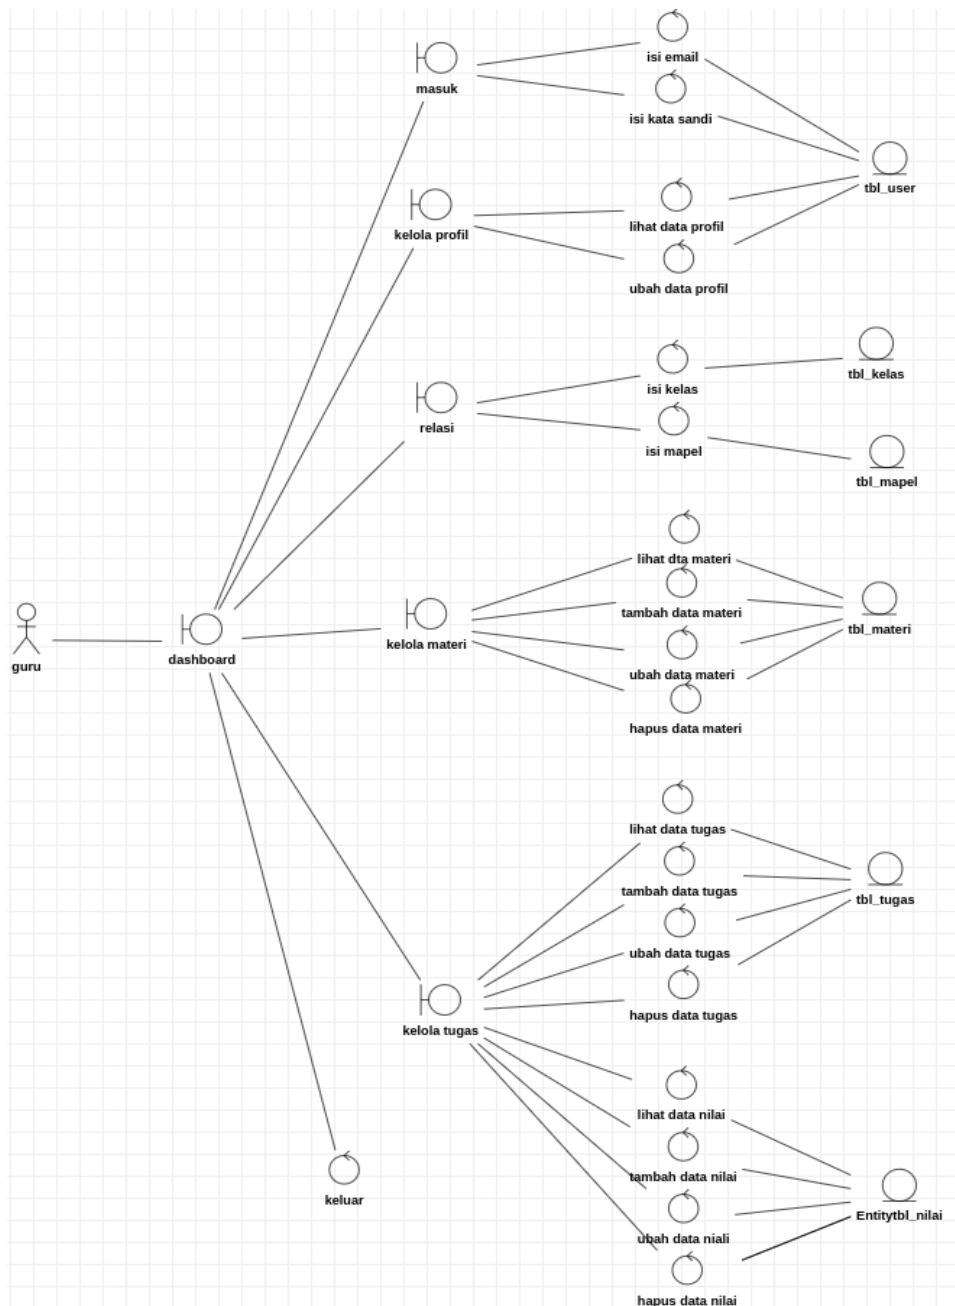 isi email
masuk
isi kata sandi
tbl_user
lihat data profil
kelola profil
ubah data profil
tbl_kelas
isi kelas
relasi
isi mapel
tbl_mapel
lihat dta materi
tambah data materi
tbl_materi
kelola materi
guru
dashboard
ubah data materi
hapus data materi
lihat data tugas
tambah data tugas
tbl_tugas
ubah data tugas
hapus data tugas
kelola tugas
lihat data nilai
tambah data nilai
keluar
Entitytbl_nilai
ubah data niali
hapus data nilai